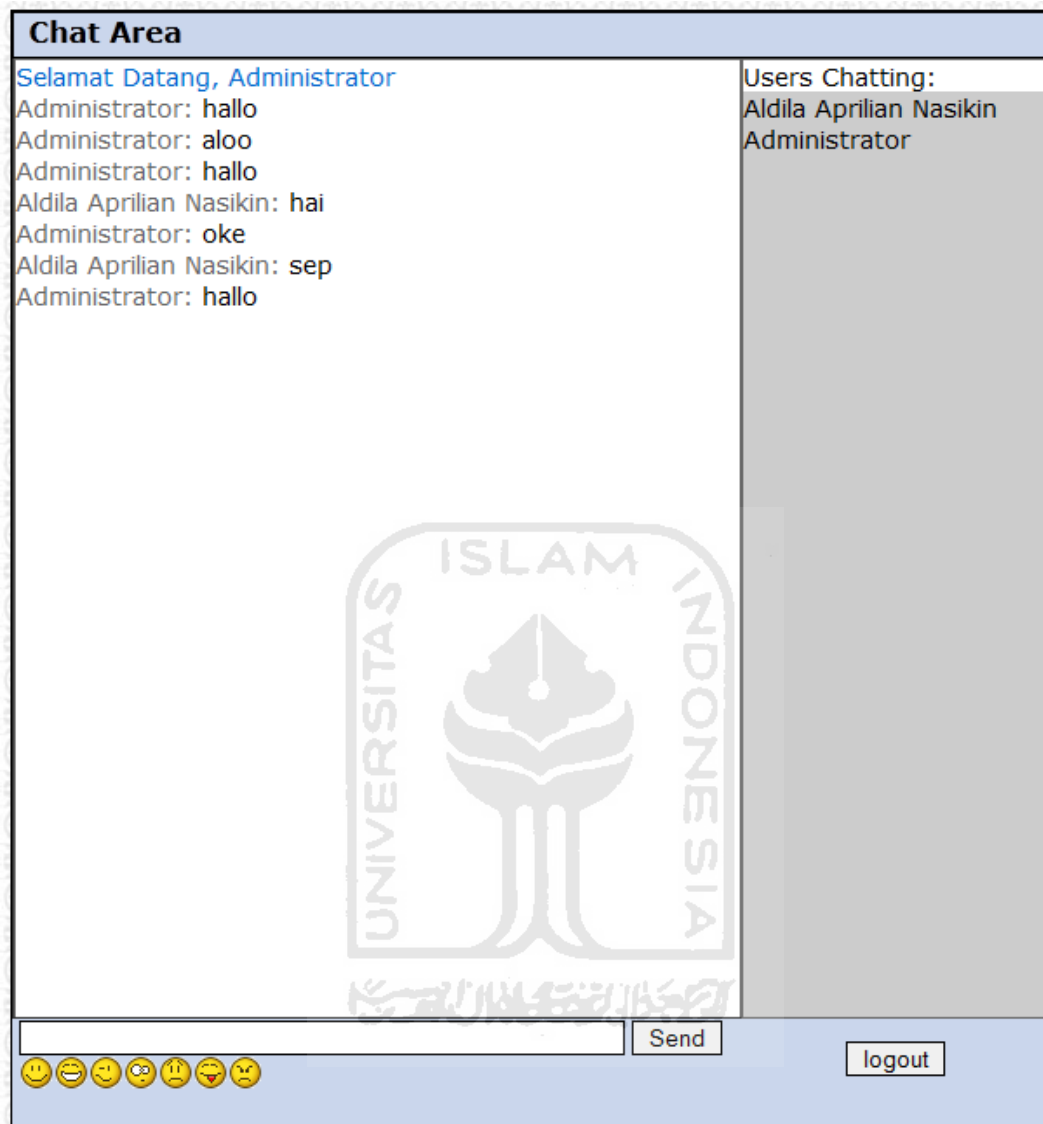 Chat Area
Selamat Datang, Administrator
Administrator: hallo
Administrator: aloo
Administrator: hallo
Aldila Aprilian Nasikin: hai
Administrator: oke
Aldila Aprilian Nasikin: sep
Administrator: hallo
Users Chatting:
Aldila Aprilian Nasikin
Administrator
UNIVERSITAS
ISLAM
INDONESIA
Send
logout